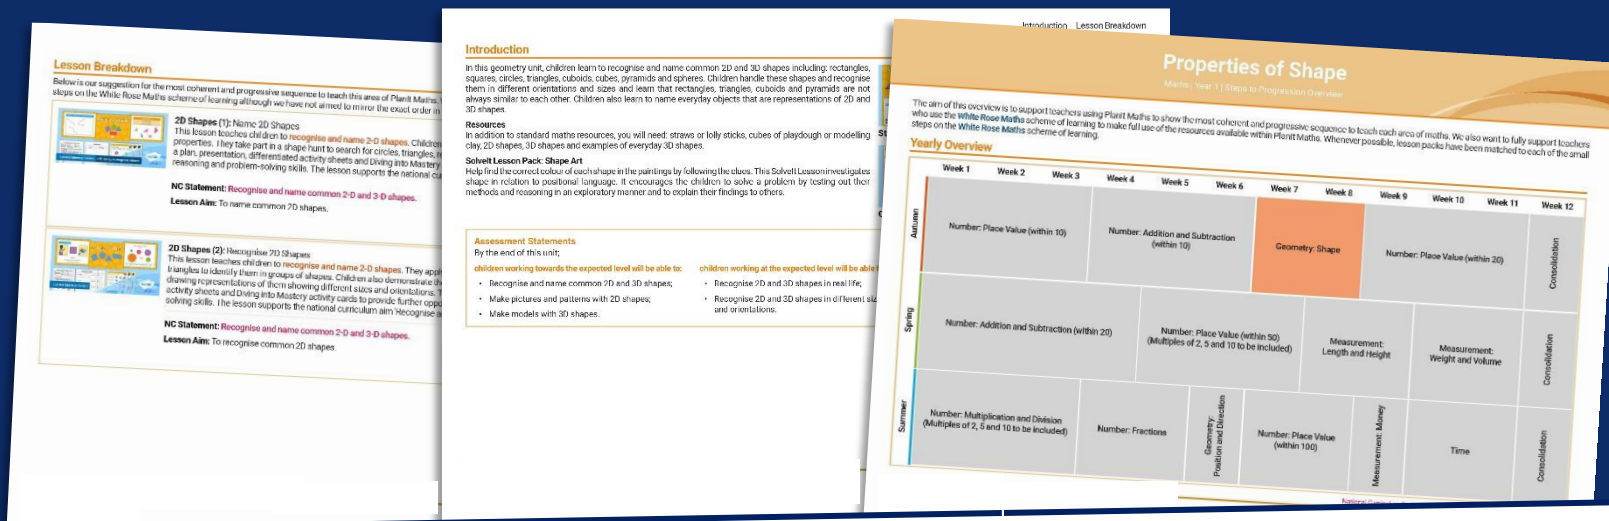 Lesson Breakdown
Below is our suggestion for the most coherent and progressive sequence to teach this area of PlanIt Maths.
steps on the White Rose Maths scheme of learning although we have not aimed to mirror the exact order in
2D Shapes (1): Name 2D Shapes
This lesson teaches children to recognise and name 2-D shapes. Children
properties. They take part in a shape hunt to search for circles, triangles,
a plan, presentation, differentiated activity sheets and Diving into Mastery
reasoning and problem-solving skills. The lesson supports the national
NC Statement: Recognise and name common 2-D and 3-D shapes.
Lesson Aim: To name common 2D shapes.
2D Shapes (2): Recognise 2D Shapes
This lesson teaches children to recognise and name 2-D shapes. They
triangles to identify them in groups of shapes. Children also demonstrate
drawing representations of them showing different sizes and orientations.
activity sheets and Diving into Mastery activity cards to provide further
solving skills. The lesson supports the national curriculum aim 'Recognise
NC Statement: Recognise and name common 2-D and 3-D shapes.
Lesson Aim: To recognise common 2D shapes.
Introduction Lesson Breakdown
Introduction
In this geometry unit, children learn to recognise and name common 2D and 3D shapes including: rectangles,
squares, circles, triangles, cuboids, cubes, pyramids and spheres. Children handle these shapes and recognise
them in different orientations and sizes and learn that rectangles, triangles, cuboids and pyramids are not
always similar to each other. Children also learn to name everyday objects that are representations of 2D and
3D shapes.
Resources
In addition to standard maths resources, you will need: straws or lolly sticks, cubes of playdough or modelling
clay, 2D shapes, 3D shapes and examples of everyday 3D shapes.
SolveIt Lesson Pack: Shape Art
Help find the correct colour of each shape in the paintings by following the clues. This SolveIt Lesson investigates
shape in relation to positional language. It encourages the children to solve a problem by testing out their
methods and reasoning in an exploratory manner and to explain their findings to others.
Assessment Statements
By the end of this unit;
children working towards the expected level will be able to:
• Recognise and name common 2D and 3D shapes;
• Make pictures and patterns with 2D shapes;
• Make models with 3D shapes.
children working at the expected level will be able
• Recognise 2D and 3D shapes in real life;
• Recognise 2D and 3D shapes in different
and orientations.
Properties of Shape
Maths | Year 1 | Steps to Progression Overview
The aim of this overview is to support teachers using PlanIt Maths to show the most coherent and progressive sequence to teach each area of maths. We also want to fully support teachers
who use the White Rose Maths scheme of learning to make full use of the resources available within PlanIt Maths. Whenever possible, lesson packs have been matched to each of the small
steps on the White Rose Maths scheme of learning.
Yearly Overview
Week 1 Week 2 Week 3 Week 4 Week 5 Week 6 Week 7 Week 8 Week 9 Week 10 Week 11 Week 12
Autumn
Number: Place Value (within 10)
Number: Addition and Subtraction
(within 10)
Geometry: Shape
Number: Place Value (within 20)
Consolidation
Spring
Number: Addition and Subtraction (within 20)
Number: Place Value (within 50)
(Multiples of 2, 5 and 10 to be included)
Measurement:
Length and Height
Measurement:
Weight and Volume
Consolidation
Summer
Number: Multiplication and Division
(Multiples of 2, 5 and 10 to be included)
Number: Fractions
Geometry:
Position and Direction
Number: Place Value
(within 100)
Measurement: Money
Time
Consolidation